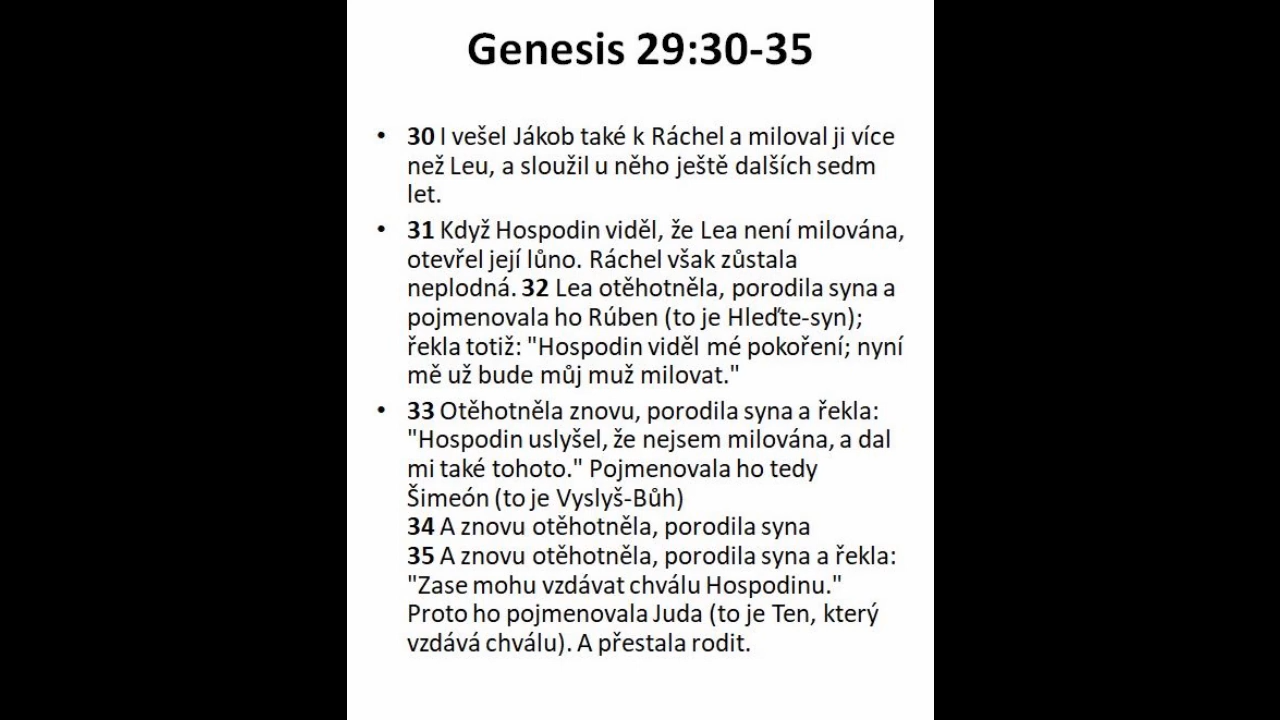 Genesis 29:30-35
• 30 I vešel Jákob také k Ráchel a miloval ji více
než Leu, a sloužil u něho ještě dalších sedm
let.
• 31 Když Hospodin viděl, že Lea není milována,
otevřel její lůno. Ráchel však zůstala
neplodná. 32 Lea otěhotněla, porodila syna a
pojmenovala ho Rúben (to je Hleďte-syn);
řekla totiž: "Hospodin viděl mé pokoření; nyní
mě už bude můj muž milovat."
• 33 Otěhotněla znovu, porodila syna a řekla:
"Hospodin uslyšel, že nejsem milována, a dal
mi také tohoto." Pojmenovala ho tedy
Šimeón (to je Vyslyš-Bůh)
34 A znovu otěhotněla, porodila syna
35 A znovu otěhotněla, porodila syna a řekla:
"Zase mohu vzdávat chválu Hospodinu."
Proto ho pojmenovala Juda (to je Ten, který
vzdává chválu). A přestala rodit.